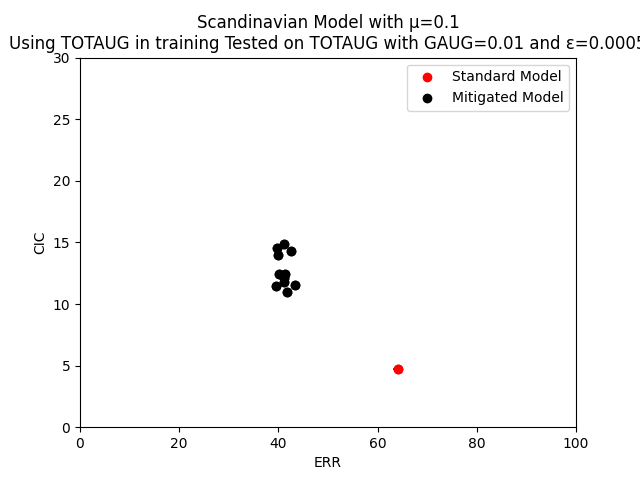 Scandinavian Model with μ=0.1
Using TOTAUG in training Tested on TOTAUG with GAUG=0.01 and ε=0.0005
Standard Model
Mitigated Model
30
25
20
15
10
5
0
CIC
0 20 40 60 80 100
ERR